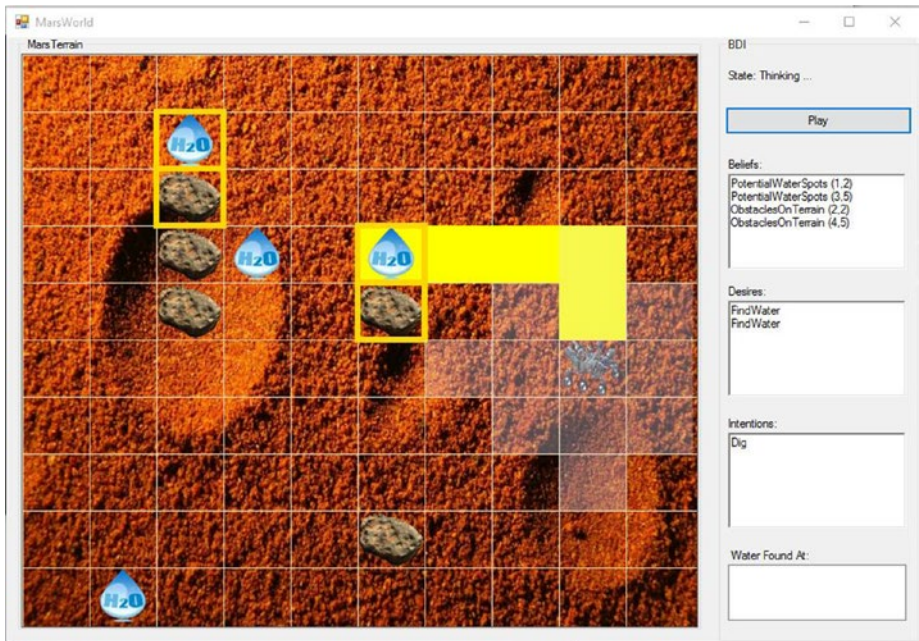 MarsWorld
MarsTerrain
H2O
H2O
H2O
H2O
BDI
State: Thinking ...
Play
Beliefs:
PotentialWaterSpots (1,2)
PotentialWaterSpots (3,5)
ObstaclesOnTerrain (2,2)
ObstaclesOnTerrain (4,5)
Desires:
FindWater
FindWater
Intentions:
Dig
Water Found At: